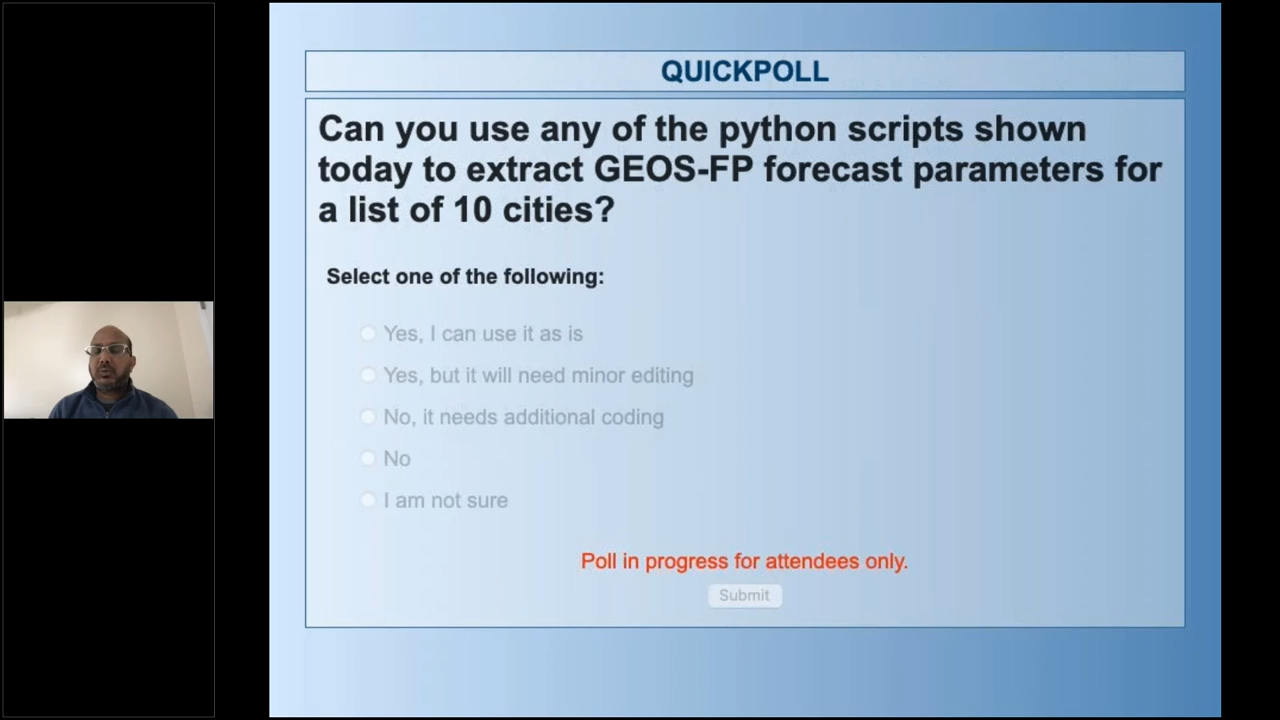 QUICKPOLL
Can you use any of the python scripts shown
today to extract GEOS-FP forecast parameters for
a list of 10 cities?
Select one of the following:
Yes, I can use it as is
Yes, but it will need minor editing
No, it needs additional coding
No
I am not sure
Poll in progress for attendees only.
Submit